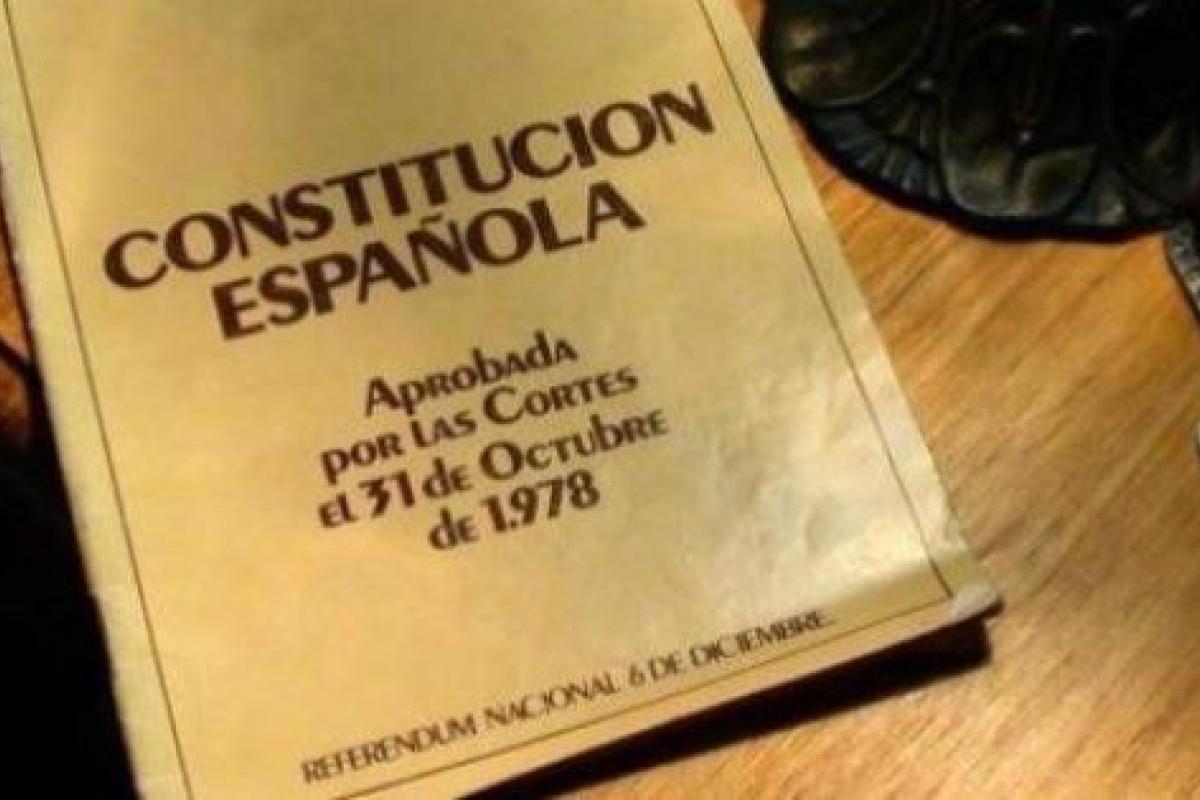 CONSTITUCION
ESPAÑOLA
Aprobada
por las Cortes
el 31 de Octubre
de 1.978
REFERENDUM NACIONAL 6 DE DICIEMBRE